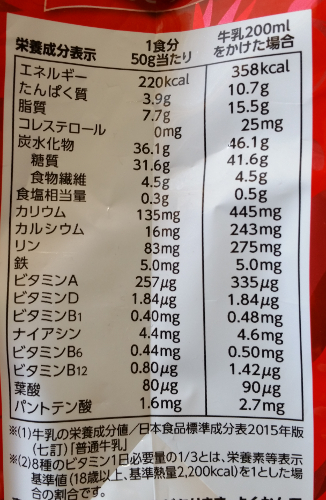 栄養成分表示 1食分 50g当たり 牛乳200ml をかけた場合
エネルギー 220kcal 358kcal
たんぱく質 3.9g 10.7g
脂質 7.7g 15.5g
コレステロール 0mg 25mg
炭水化物 36.1g 46.1g
糖質 31.6g 41.6g
食物繊維 4.5g 4.5g
食塩相当量 0.3g 0.5g
カリウム 135mg 445mg
カルシウム 16mg 243mg
リン 83mg 275mg
鉄 5.0mg 5.0mg
ビタミンA 257μg 335μg
ビタミンD 1.84μg 1.84μg
ビタミンB1 0.40mg 0.48mg
ナイアシン 4.4mg 4.6mg
ビタミンB6 0.44mg 0.50mg
ビタミンB12 0.80μg 1.42μg
葉酸 80μg 90μg
パントテン酸 1.6mg 2.7mg
※(1)牛乳の栄養成分値/日本食品標準成分表2015年版
(七訂)「普通牛乳」
※(2)8種のビタミン1日必要量の1/3とは、栄養素等表示
基準値(18歳以上、基準熱量2,200kcal)を1とした場
合の割合です。